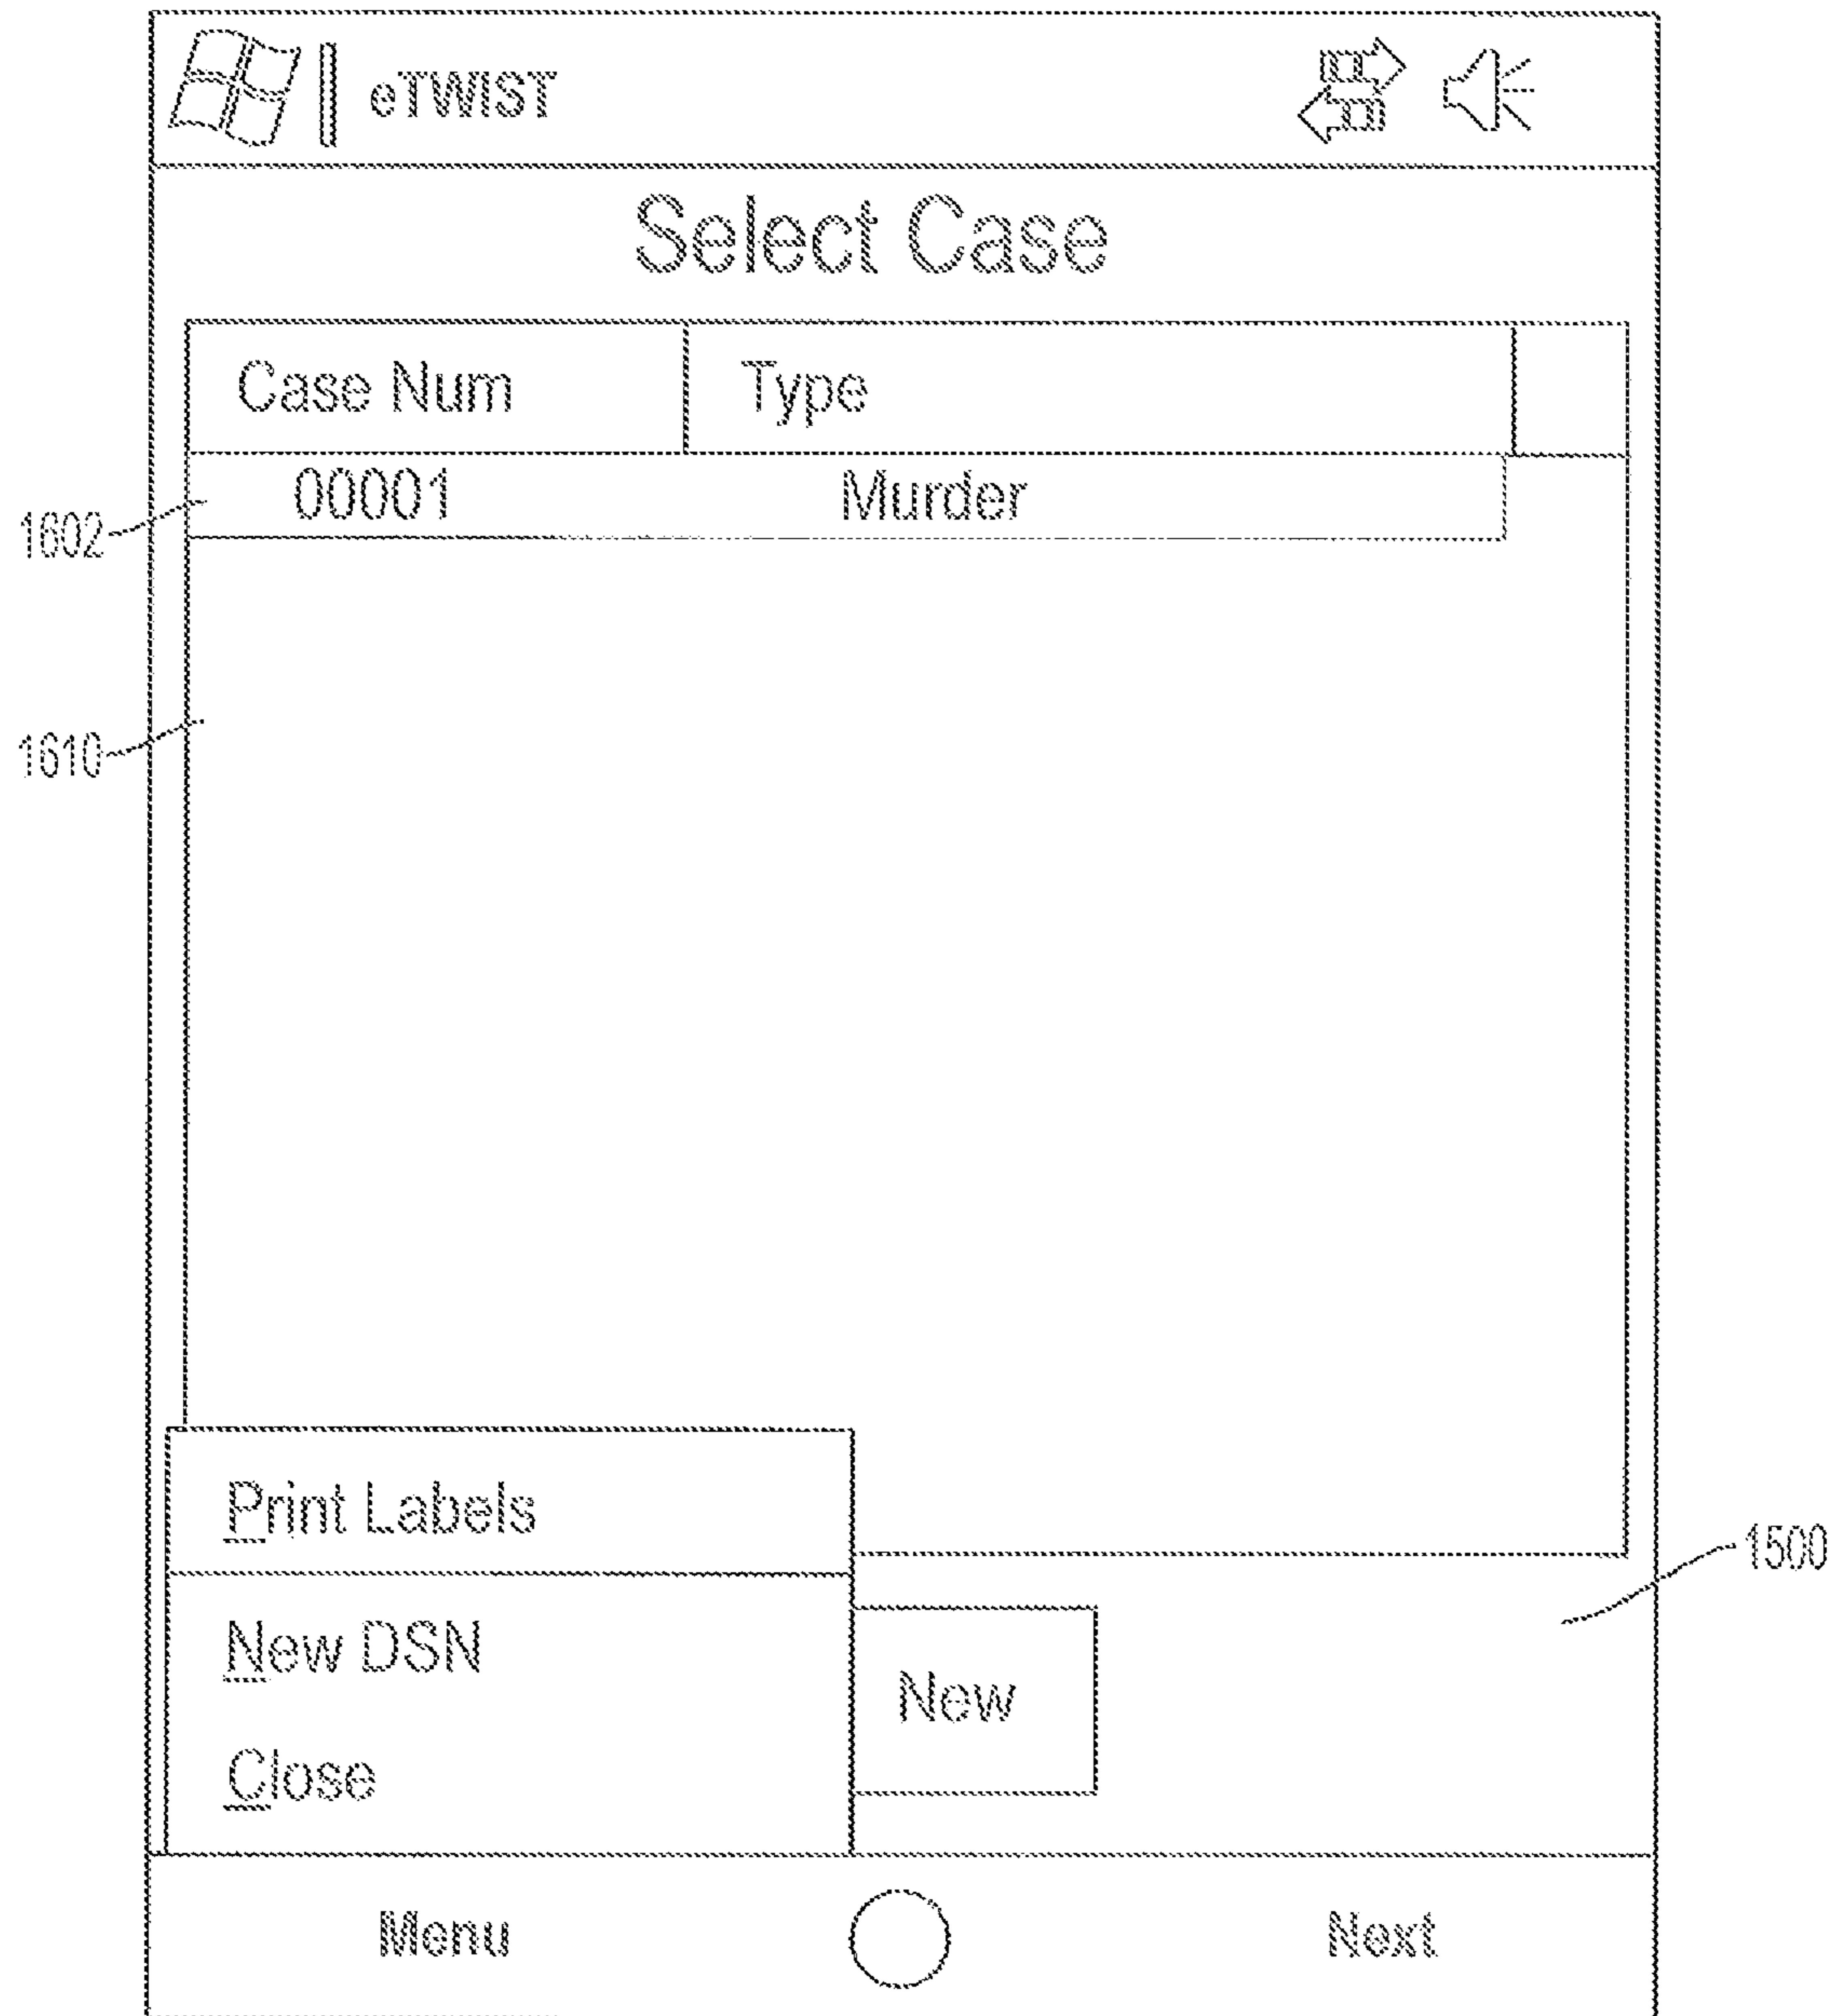 eTWIST
Select Case
Case Num Type
00001 Murder
1602
1610
Print Labels
1500
New DSN
New
Close
Menu Next